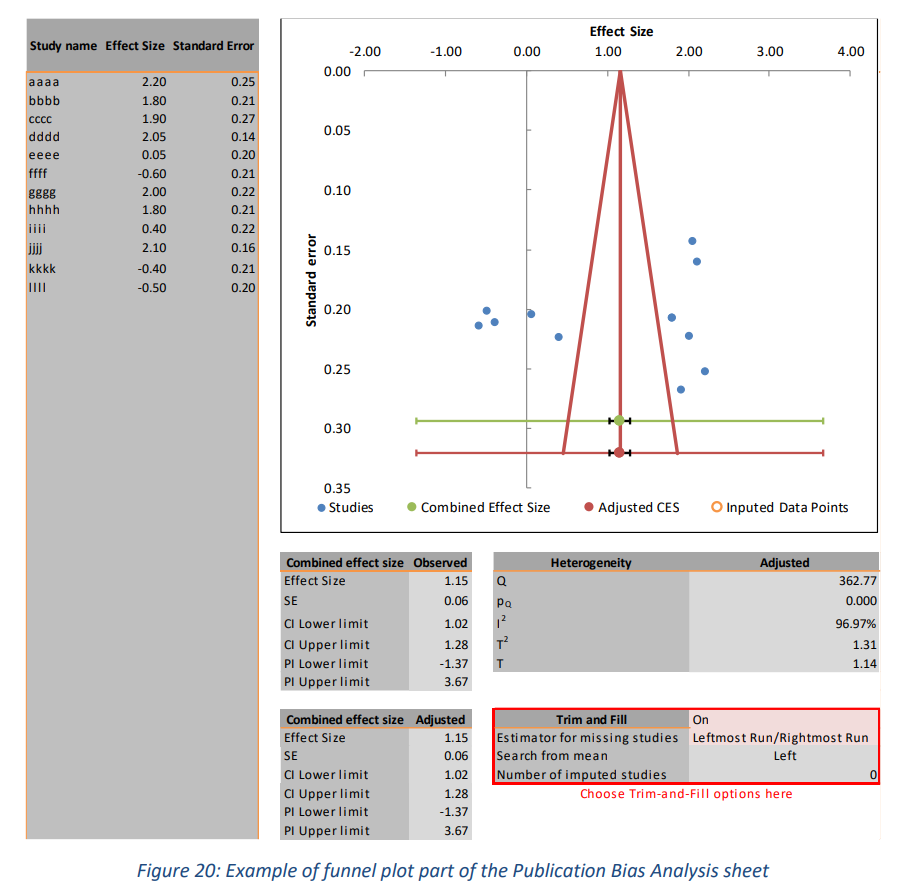 Study name Effect Size Standard Error
aaaa 2.20 0.25
bbbb 1.80 0.21
cccc 1.90 0.27
dddd 2.05 0.14
eeee 0.05 0.20
ffff -0.60 0.21
gggg 2.00 0.22
hhhh 1.80 0.21
iiii 0.40 0.22
jjjj 2.10 0.16
kkkk -0.40 0.21
llll -0.50 0.20
Effect Size
-2.00 -1.00 0.00 1.00 2.00 3.00 4.00
Standard error
0.00
0.05
0.10
0.15
0.20
0.25
0.30
0.35
Studies Combined Effect Size Adjusted CES Inputed Data Points
Combined effect size Observed
Effect Size 1.15
SE 0.06
CI Lower limit 1.02
CI Upper limit 1.28
PI Lower limit -1.37
PI Upper limit 3.67
Heterogeneity Adjusted
Q 362.77
pQ 0.000
I2 96.97%
T2 1.31
T 1.14
Combined effect size Adjusted
Effect Size 1.15
SE 0.06
CI Lower limit 1.02
CI Upper limit 1.28
PI Lower limit -1.37
PI Upper limit 3.67
Trim and Fill On
Estimator for missing studies Leftmost Run/Rightmost Run
Search from mean Left
Number of imputed studies 0
Choose Trim-and-Fill options here
Figure 20: Example of funnel plot part of the Publication Bias Analysis sheet